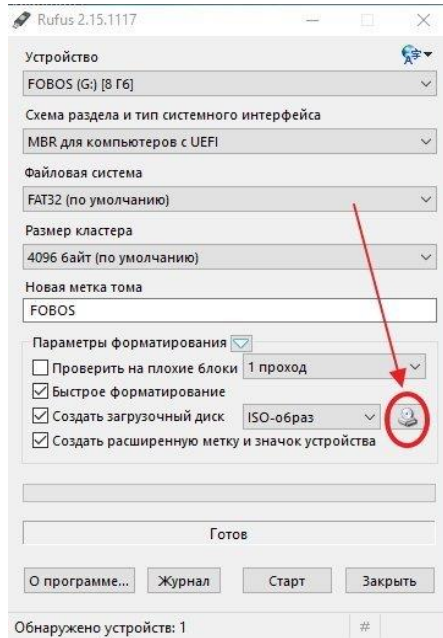 Rufus 2.15.1117
Устройство
FOBOS (G:) [8 Гб]
Схема раздела и тип системного интерфейса
MBR для компьютеров с UEFI
Файловая система
FAT32 (по умолчанию)
Размер кластера
4096 байт (по умолчанию)
Новая метка тома
FOBOS
Параметры форматирования
Проверить на плохие блоки 1 проход
Быстрое форматирование
Создать загрузочный диск ISO-образ
Создать расширенную метку и значок устройства
Готов
О программе... Журнал Старт Закрыть
Обнаружено устройств: 1 #